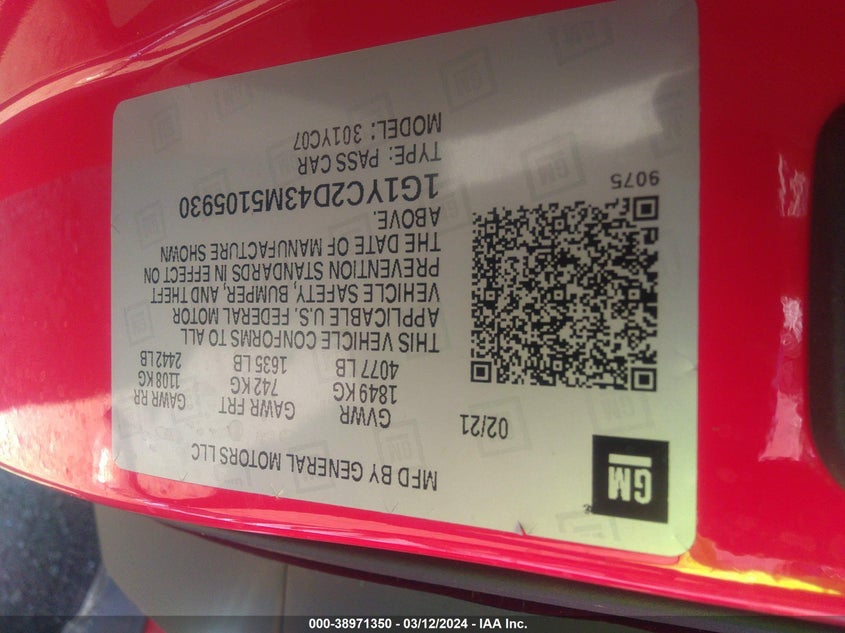 GM
MFD BY GENERAL MOTORS LLC
02/21
GVWR GAWR FRT GAWR RR
1849 KG 742 KG 1108 KG
4077 LB 1635 LB 2442 LB
THIS VEHICLE CONFORMS TO ALL
APPLICABLE U.S. FEDERAL MOTOR
VEHICLE SAFETY, BUMPER, AND THEFT
PREVENTION STANDARDS IN EFFECT ON
THE DATE OF MANUFACTURE SHOWN
ABOVE.
1G1YC2D43M5105930
TYPE: PASS CAR
MODEL: 301YC07
9075
000-38971350 - 03/12/2024 - IAA Inc.